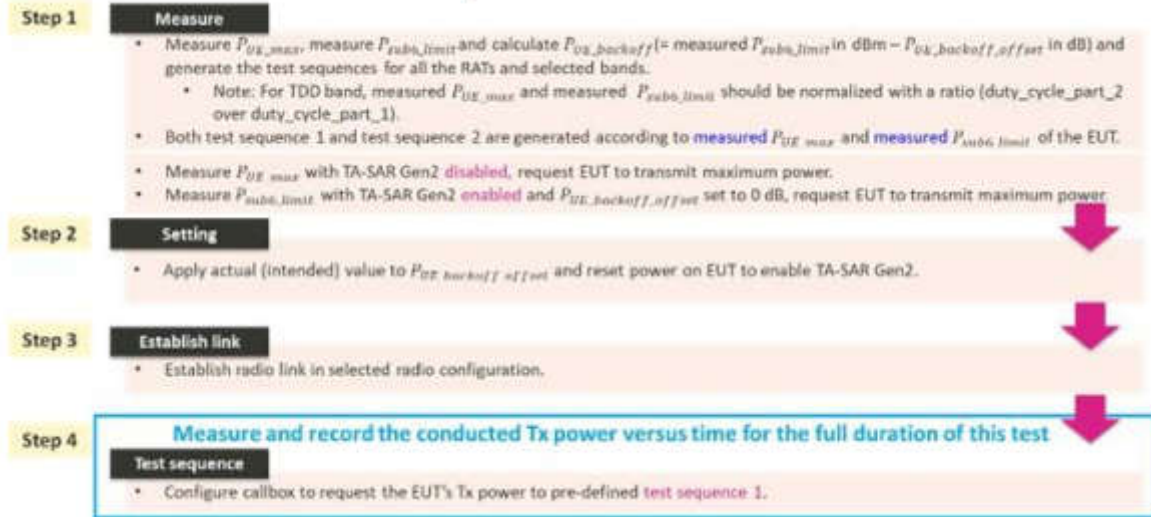 Step 1
Measure
• Measure P_UE_max, measure P_sub6_limit and calculate P_UE_backoff (= measured P_sub6_limit in dBm – P_UE_backoff_offset in dB) and
generate the test sequences for all the RATs and selected bands.
• Note: For TDD band, measured P_UE_max and measured P_sub6_limit should be normalized with a ratio (duty_cycle_part_2
over duty_cycle_part_1).
• Both test sequence 1 and test sequence 2 are generated according to measured P_UE_max and measured P_sub6_limit of the EUT.
• Measure P_UE_max with TA-SAR Gen2 disabled, request EUT to transmit maximum power.
• Measure P_sub6_limit with TA-SAR Gen2 enabled and P_UE_backoff_offset set to 0 dB, request EUT to transmit maximum power
Step 2
Setting
• Apply actual (intended) value to P_UE_backoff_offset and reset power on EUT to enable TA-SAR Gen2.
Step 3
Establish link
• Establish radio link in selected radio configuration.
Step 4
Measure and record the conducted Tx power versus time for the full duration of this test
Test sequence
• Configure callbox to request the EUT's Tx power to pre-defined test sequence 1.